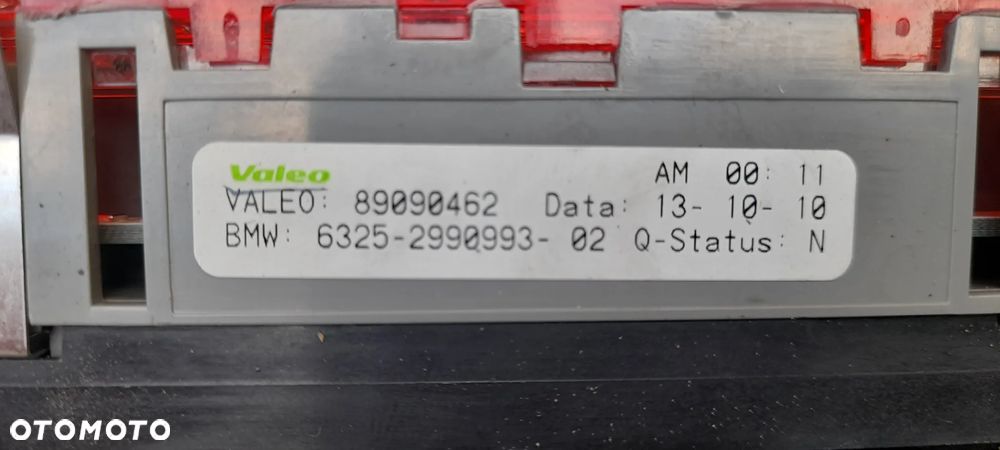 Valeo AM 00: 11
VALEO: 89090462 Data: 13- 10- 10
BMW: 6325-2990993- 02 Q-Status: N
OTOMOTO